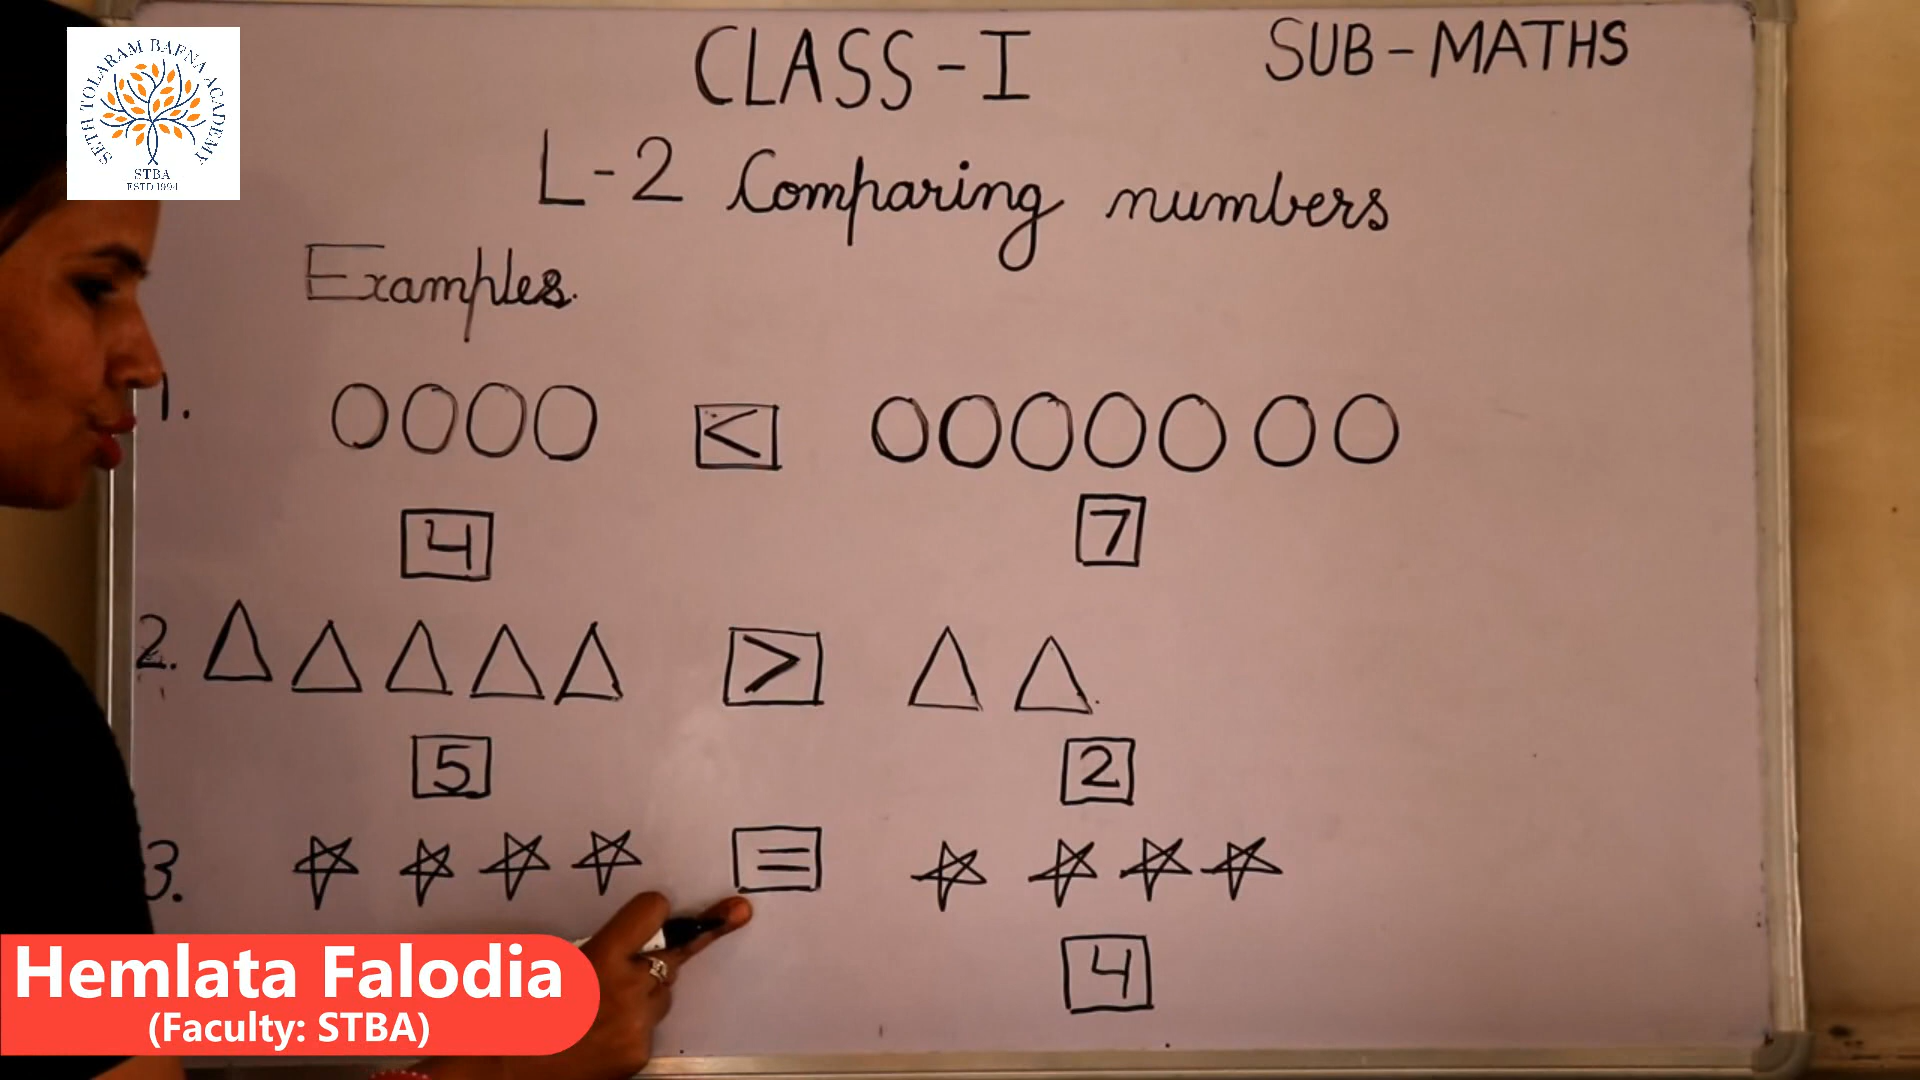 SETH TOLARAM BAFNA ACADEMY
STBA
ESTD 1994
CLASS-I
SUB-MATHS
L-2 Comparing numbers
Examples.
1. <
4 7
2. >
5 2
3. =
4
Hemlata Falodia
(Faculty: STBA)